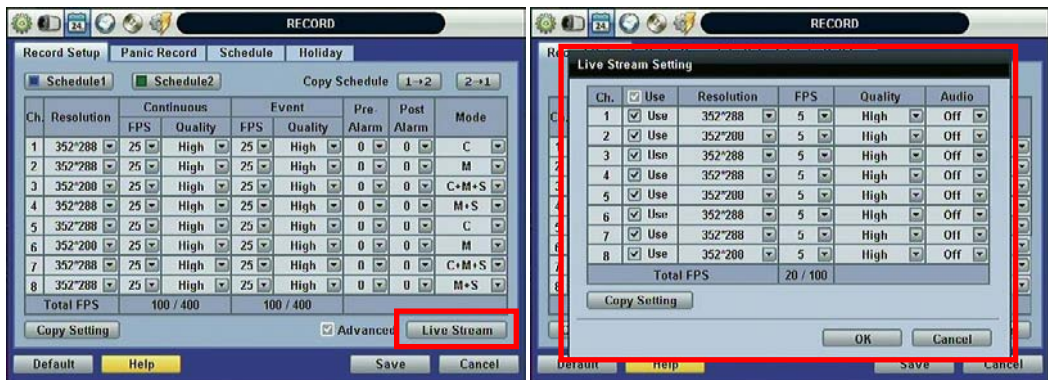 24 RECORD
Record Setup Panic Record Schedule Holiday
Schedule1 Schedule2 Copy Schedule 1→2 2→1
Ch. Resolution Continuous Event Pre- Alarm Post Alarm Mode
FPS Quality FPS Quality
1 352*288 25 High 25 High 0 0 C
2 352*288 25 High 25 High 0 0 M
3 352*288 25 High 25 High 0 0 C+M+S
4 352*288 25 High 25 High 0 0 M+S
5 352*288 25 High 25 High 0 0 C
6 352*288 25 High 25 High 0 0 M
7 352*288 25 High 25 High 0 0 C+M+S
8 352*288 25 High 25 High 0 0 M+S
Total FPS 100 / 400 100 / 400
Copy Setting Advanced Live Stream
Default Help Save Cancel
24 RECORD
Live Stream Setting
Ch. Use Resolution FPS Quality Audio
1 Use 352*288 5 High Off
2 Use 352*288 5 High Off
3 Use 352*288 5 High Off
4 Use 352*288 5 High Off
5 Use 352*288 5 High Off
6 Use 352*288 5 High Off
7 Use 352*288 5 High Off
8 Use 352*288 5 High Off
Total FPS 20 / 100
Copy Setting
OK Cancel
Default Help Save Cancel